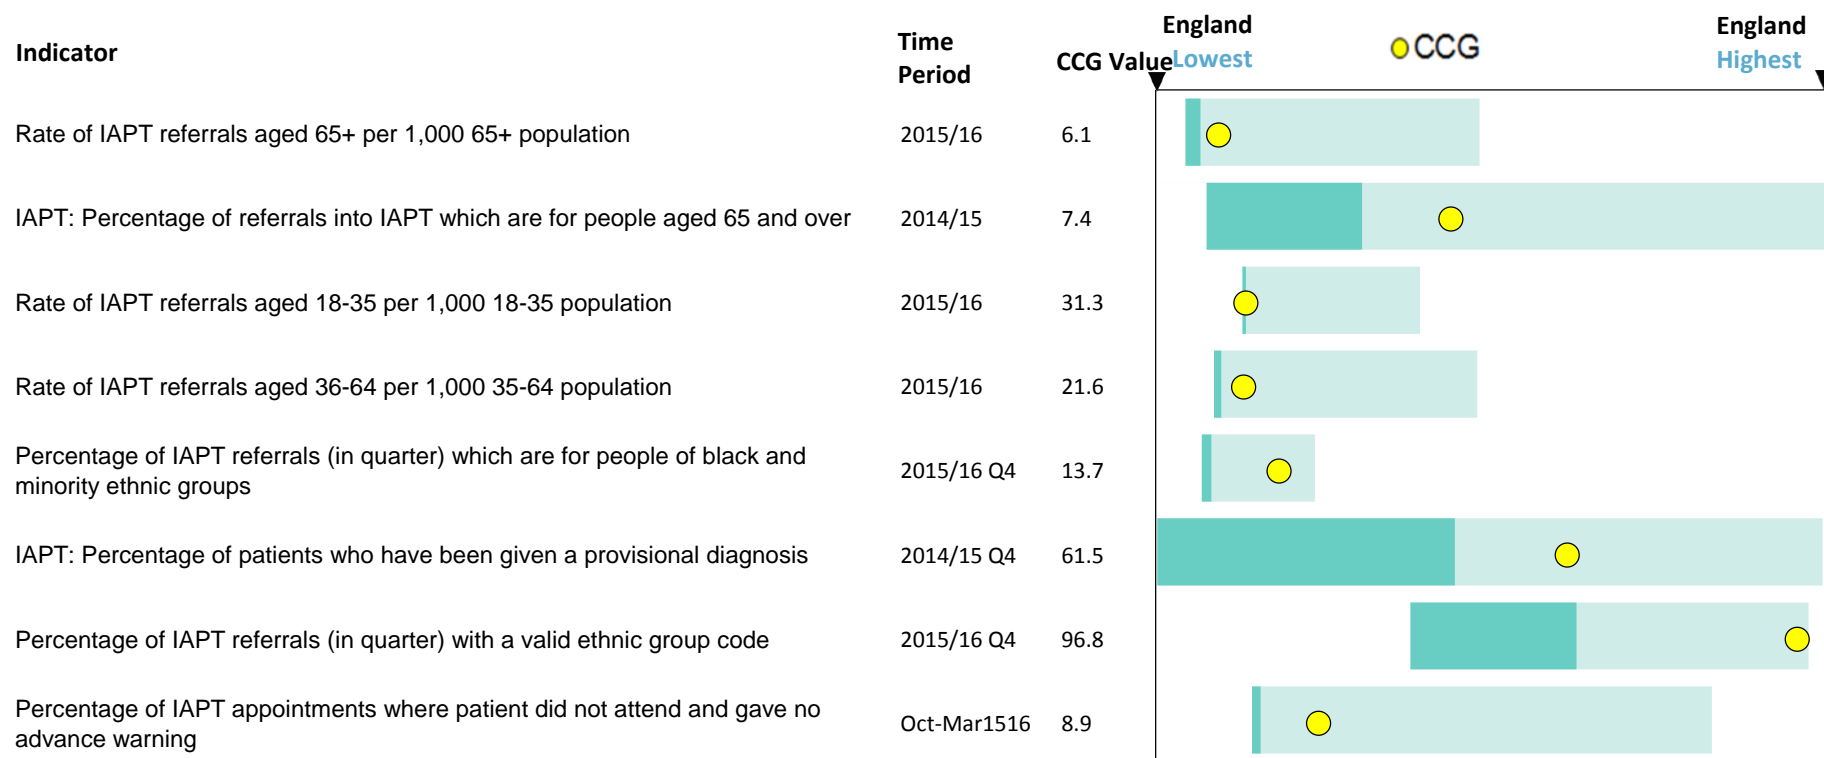 Indicator
Time
Period
CCG Value
England
Lowest
CCG
England
Highest
Rate of IAPT referrals aged 65+ per 1,000 65+ population 2015/16 6.1
IAPT: Percentage of referrals into IAPT which are for people aged 65 and over 2014/15 7.4
Rate of IAPT referrals aged 18-35 per 1,000 18-35 population 2015/16 31.3
Rate of IAPT referrals aged 36-64 per 1,000 35-64 population 2015/16 21.6
Percentage of IAPT referrals (in quarter) which are for people of black and
minority ethnic groups
2015/16 Q4 13.7
IAPT: Percentage of patients who have been given a provisional diagnosis 2014/15 Q4 61.5
Percentage of IAPT referrals (in quarter) with a valid ethnic group code 2015/16 Q4 96.8
Percentage of IAPT appointments where patient did not attend and gave no
advance warning
Oct-Mar1516 8.9